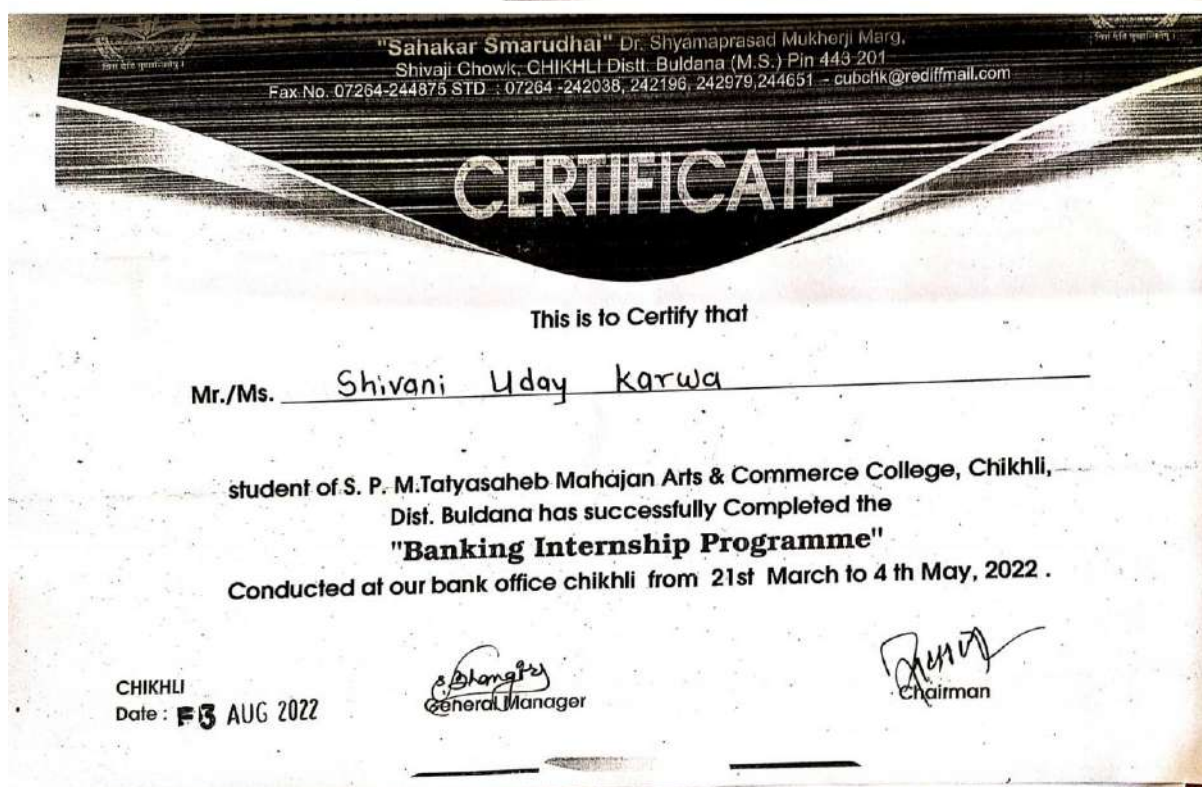 "Sahakar Smarudhai" Dr. Shyamaprasad Mukherji Marg,
Shivaji Chowk, CHIKHLI Distt. Buldana (M.S.) Pin 443 201
Fax No. 07264-244875 STD : 07264 -242038, 242196, 242979,244651 - cubchk@rediffmail.com
CERTIFICATE
This is to Certify that
Mr./Ms. Shivani Uday Karwa
student of S. P. M.Tatyasaheb Mahajan Arts & Commerce College, Chikhli,
Dist. Buldana has successfully Completed the
"Banking Internship Programme"
Conducted at our bank office chikhli from 21st March to 4 th May, 2022 .
CHIKHLI
General Manager
Chairman
Date : AUG 2022